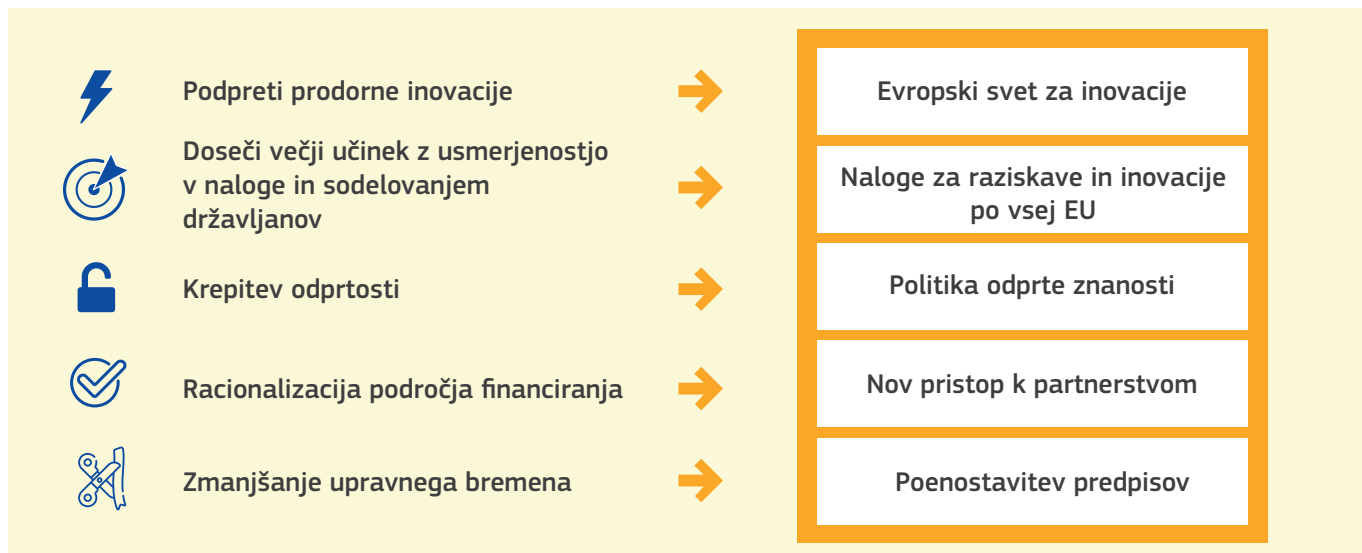 Podpreti prodorne inovacije
Evropski svet za inovacije
Doseči večji učinek z usmerjenostjo
v naloge in sodelovanjem
državljanov
Naloge za raziskave in inovacije
po vsej EU
Krepitev odprtosti
Politika odprte znanosti
Racionalizacija področja financiranja
Nov pristop k partnerstvom
Zmanjšanje upravnega bremena
Poenostavitev predpisov